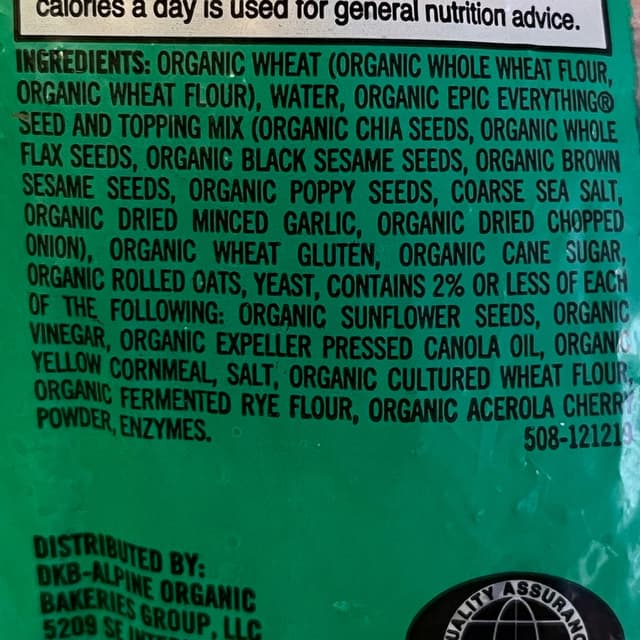 calories a day is used for general nutrition advice.
INGREDIENTS: ORGANIC WHEAT (ORGANIC WHOLE WHEAT FLOUR,
ORGANIC WHEAT FLOUR), WATER, ORGANIC EPIC EVERYTHING®
SEED AND TOPPING MIX (ORGANIC CHIA SEEDS, ORGANIC WHOLE
FLAX SEEDS, ORGANIC BLACK SESAME SEEDS, ORGANIC BROWN
SESAME SEEDS, ORGANIC POPPY SEEDS, COARSE SEA SALT,
ORGANIC DRIED MINCED GARLIC, ORGANIC DRIED CHOPPED
ONION), ORGANIC WHEAT GLUTEN, ORGANIC CANE SUGAR,
ORGANIC ROLLED OATS, YEAST, CONTAINS 2% OR LESS OF EACH
OF THE FOLLOWING: ORGANIC SUNFLOWER SEEDS, ORGANIC
VINEGAR, ORGANIC EXPELLER PRESSED CANOLA OIL, ORGANIC
YELLOW CORNMEAL, SALT, ORGANIC CULTURED WHEAT FLOUR,
ORGANIC FERMENTED RYE FLOUR, ORGANIC ACEROLA CHERRY
POWDER, ENZYMES.
508-121219
DISTRIBUTED BY:
DKB-ALPINE ORGANIC
BAKERIES GROUP, LLC
5209 SE
ASSURANC